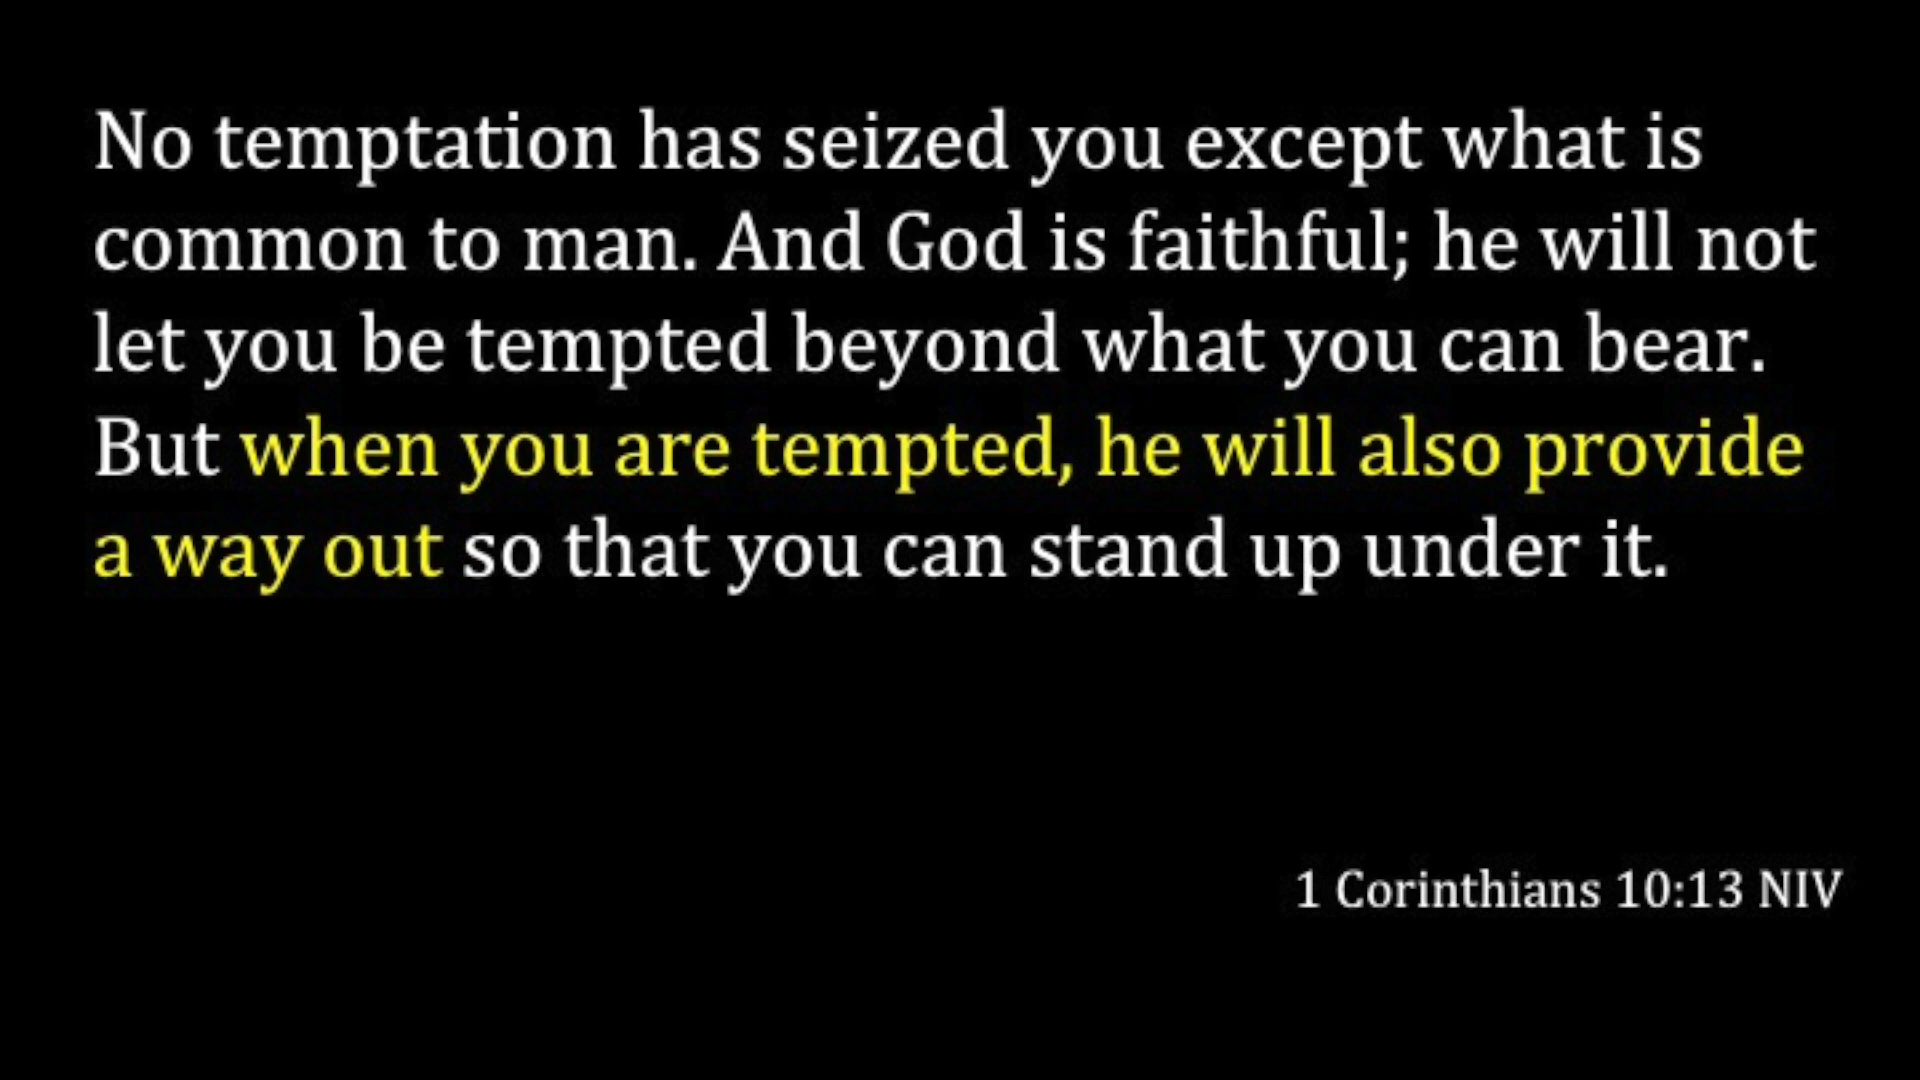 No temptation has seized you except what is
common to man. And God is faithful; he will not
let you be tempted beyond what you can bear.
But when you are tempted, he will also provide
a way out so that you can stand up under it.
1 Corinthians 10:13 NIV